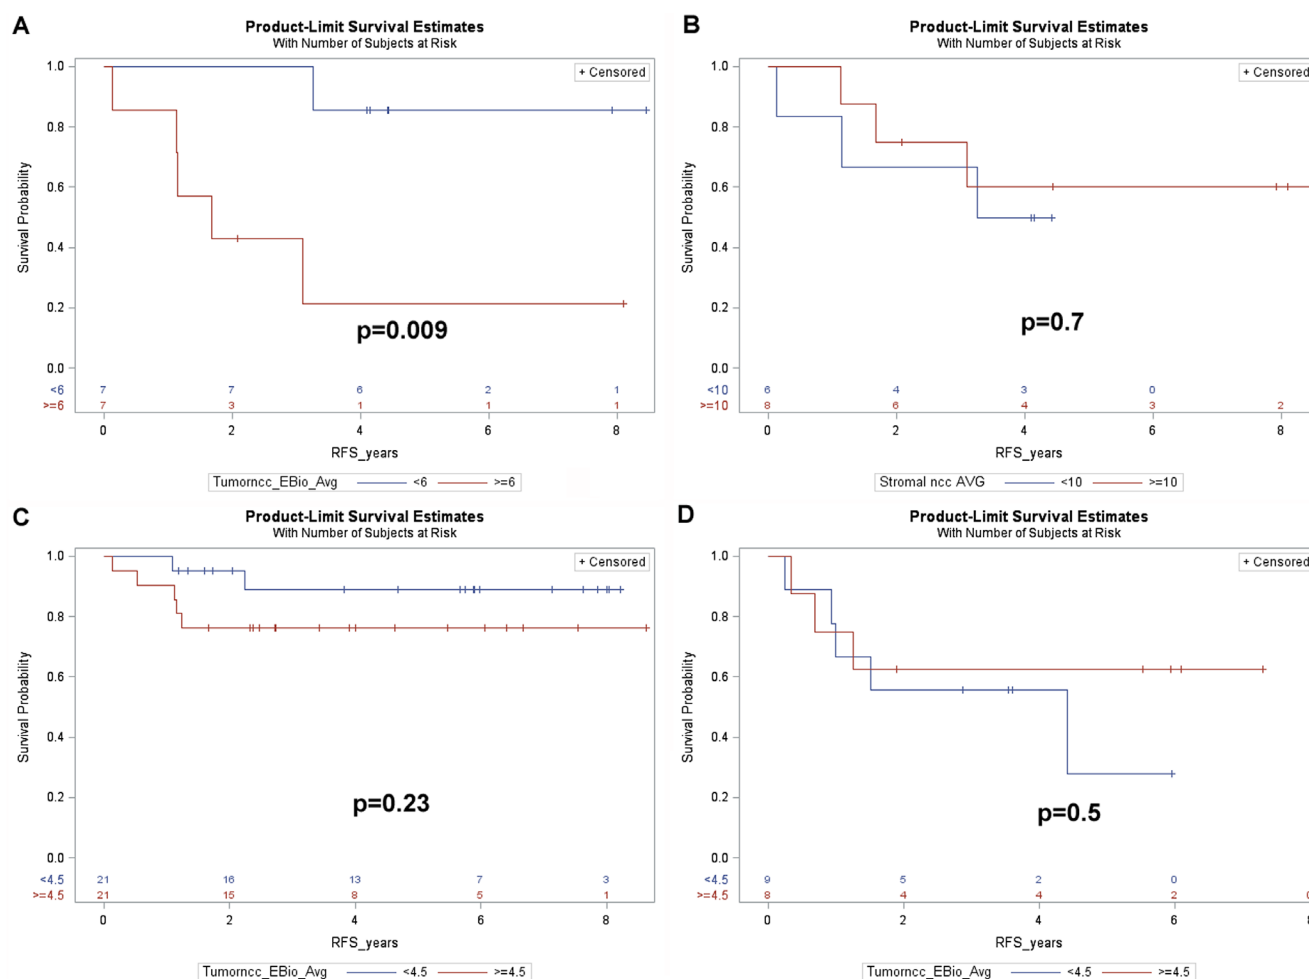 A
Product-Limit Survival Estimates
With Number of Subjects at Risk
+ Censored
1.0
0.8
0.6
0.4
0.2
0.0
Survival Probability
p=0.009
<6 7 7 6 2 1
>=6 7 3 1 1 1
0 2 4 6 8
RFS_years
Tumorncc_EBio_Avg <6 >=6
B
Product-Limit Survival Estimates
With Number of Subjects at Risk
+ Censored
1.0
0.8
0.6
0.4
0.2
0.0
Survival Probability
p=0.7
<10 6 4 3 0
>=10 8 6 4 3 2
0 2 4 6 8
RFS_years
Stromal ncc AVG <10 >=10
C
Product-Limit Survival Estimates
With Number of Subjects at Risk
+ Censored
1.0
0.8
0.6
0.4
0.2
0.0
Survival Probability
p=0.23
<4.5 21 16 13 7 3
>=4.5 21 15 8 5 1
0 2 4 6 8
RFS_years
Tumorncc_EBio_Avg <4.5 >=4.5
D
Product-Limit Survival Estimates
With Number of Subjects at Risk
+ Censored
1.0
0.8
0.6
0.4
0.2
0.0
Survival Probability
p=0.5
<4.5 9 5 2 0
>=4.5 8 4 4 2 0
0 2 4 6 8
RFS_years
Tumorncc_EBio_Avg <4.5 >=4.5